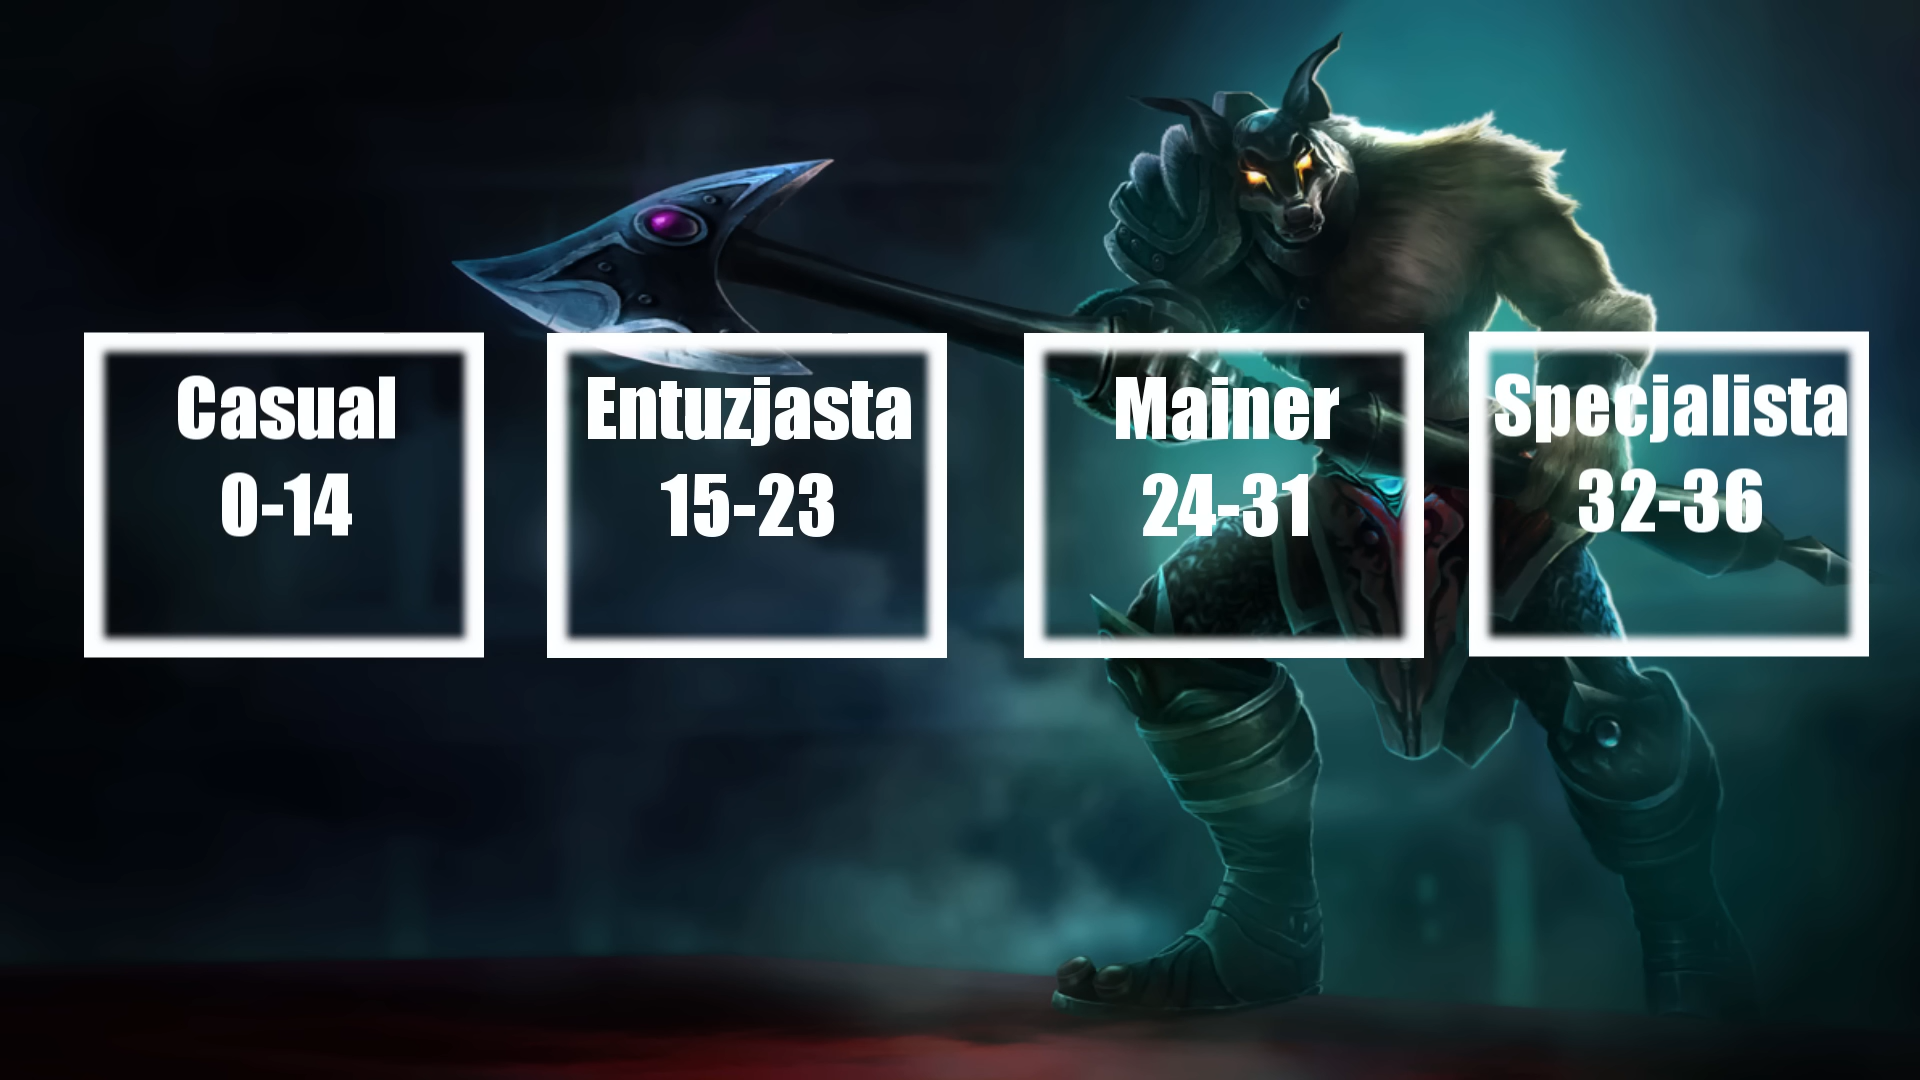 Casual
0-14
Entuzjasta
15-23
Mainer
24-31
Specjalista
32-36